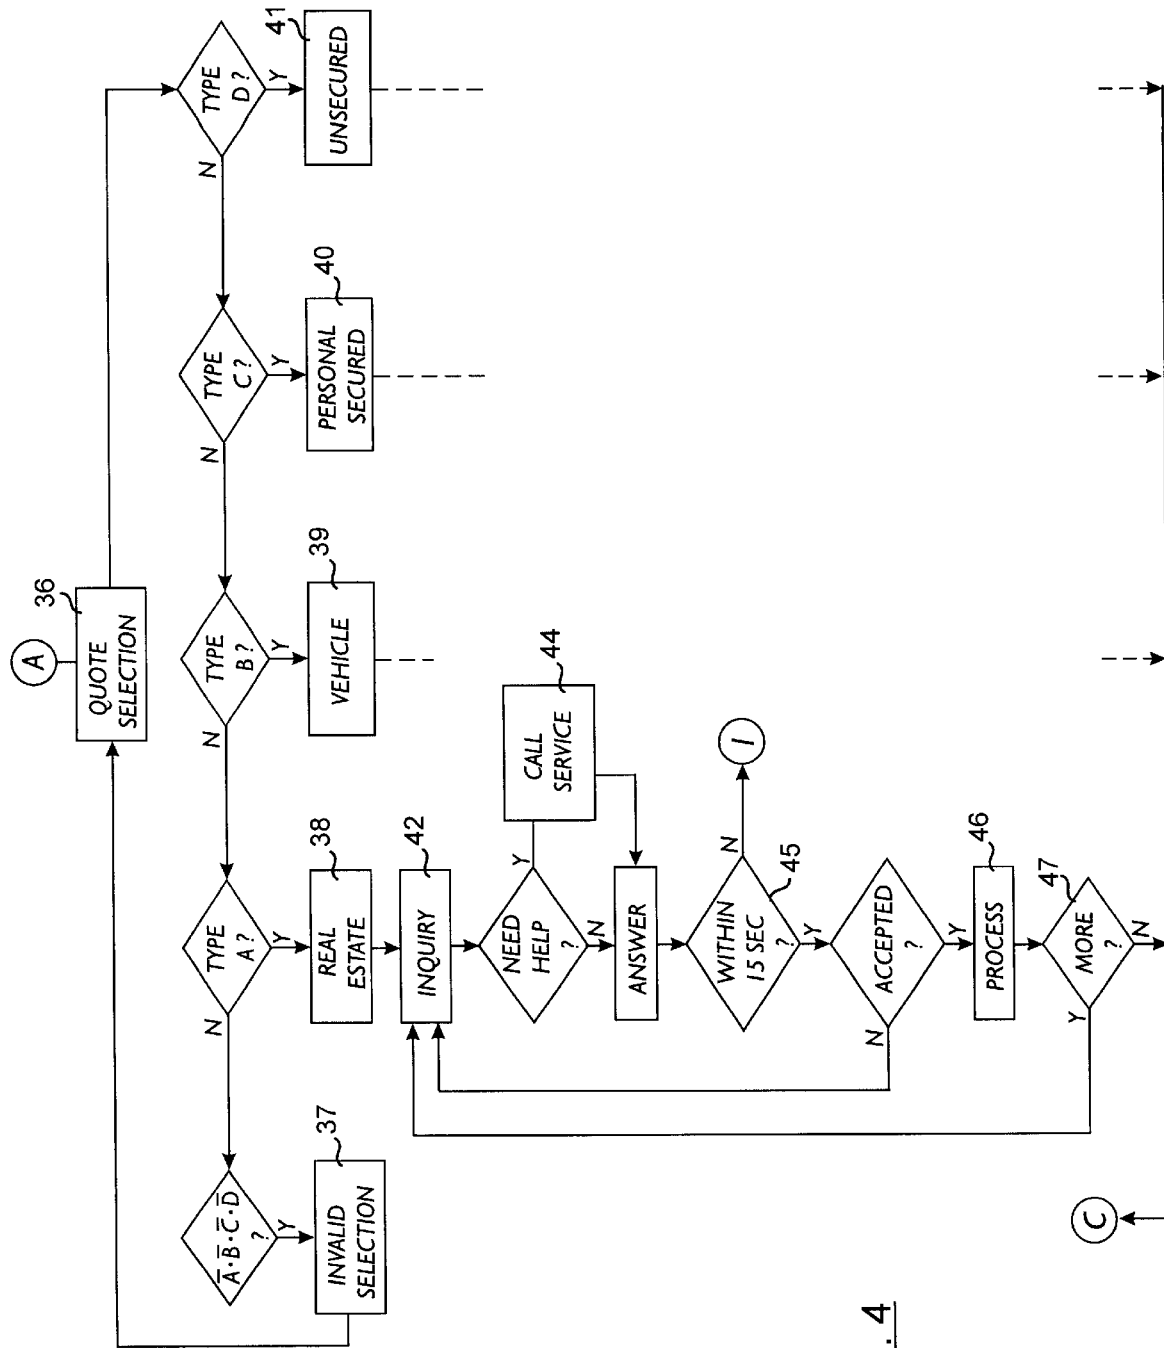 A
36
QUOTE
SELECTION
TYPE
D?
N
Y
41
UNSECURED
TYPE
C?
N
Y
40
PERSONAL
SECURED
TYPE
B?
N
Y
39
VEHICLE
TYPE
A?
N
Y
38
REAL
ESTATE
A̅·B̅·C̅·D̅
?
Y
37
INVALID
SELECTION
42
INQUIRY
NEED
HELP
?
Y
N
44
CALL
SERVICE
ANSWER
WITHIN
15 SEC
?
45
N
I
Y
ACCEPTED
?
N
Y
46
PROCESS
47
MORE
?
Y
N
C
. 4